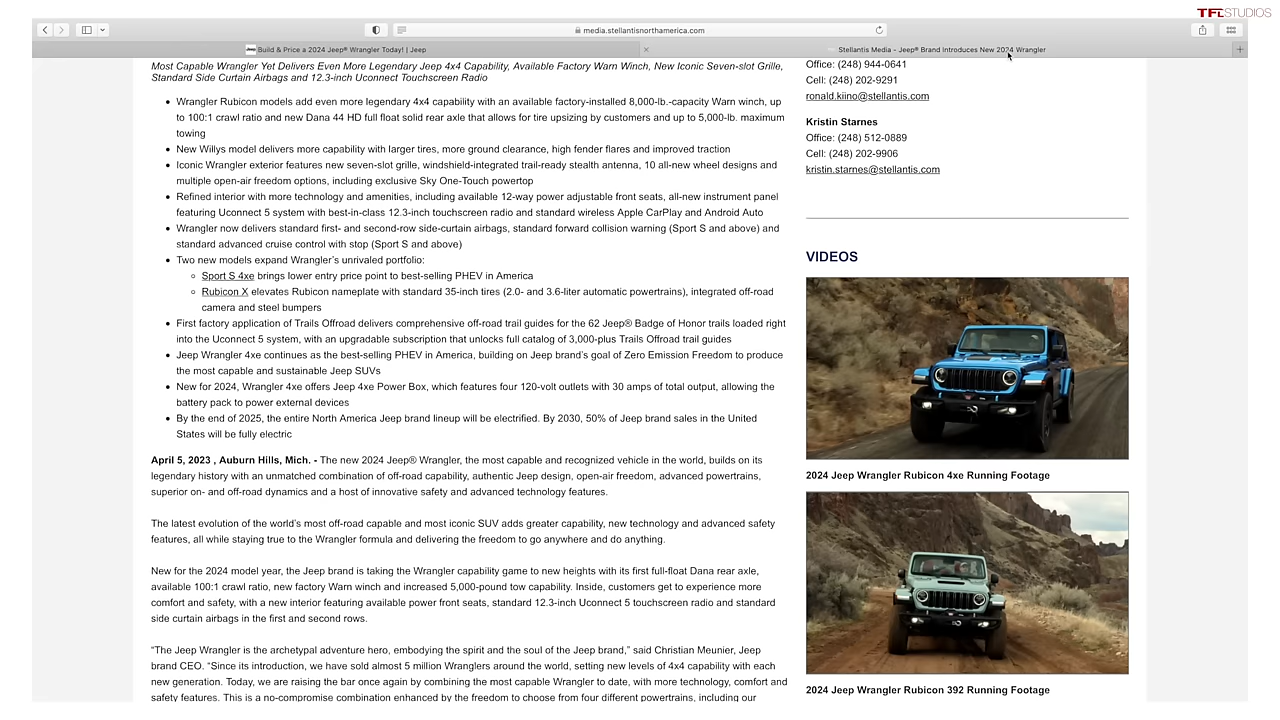 TFLSTUDIOS
media.stellantisnorthamerica.com
Build & Price a 2024 Jeep® Wrangler Today! | Jeep
Stellantis Media - Jeep® Brand Introduces New 2024 Wrangler
Most Capable Wrangler Yet Delivers Even More Legendary Jeep 4x4 Capability, Available Factory Warn Winch, New Iconic Seven-slot Grille,
Standard Side Curtain Airbags and 12.3-inch Uconnect Touchscreen Radio
Wrangler Rubicon models add even more legendary 4x4 capability with an available factory-installed 8,000-lb.-capacity Warn winch, up
to 100:1 crawl ratio and new Dana 44 HD full float solid rear axle that allows for tire upsizing by customers and up to 5,000-lb. maximum
towing
New Willys model delivers more capability with larger tires, more ground clearance, high fender flares and improved traction
Iconic Wrangler exterior features new seven-slot grille, windshield-integrated trail-ready stealth antenna, 10 all-new wheel designs and
multiple open-air freedom options, including exclusive Sky One-Touch powertop
Refined interior with more technology and amenities, including available 12-way power adjustable front seats, all-new instrument panel
featuring Uconnect 5 system with best-in-class 12.3-inch touchscreen radio and standard wireless Apple CarPlay and Android Auto
Wrangler now delivers standard first- and second-row side-curtain airbags, standard forward collision warning (Sport S and above) and
standard advanced cruise control with stop (Sport S and above)
Two new models expand Wrangler's unrivaled portfolio:
Sport S 4xe brings lower entry price point to best-selling PHEV in America
Rubicon X elevates Rubicon nameplate with standard 35-inch tires (2.0- and 3.6-liter automatic powertrains), integrated off-road
camera and steel bumpers
First factory application of Trails Offroad delivers comprehensive off-road trail guides for the 62 Jeep® Badge of Honor trails loaded right
into the Uconnect 5 system, with an upgradable subscription that unlocks full catalog of 3,000-plus Trails Offroad trail guides
Jeep Wrangler 4xe continues as the best-selling PHEV in America, building on Jeep brand's goal of Zero Emission Freedom to produce
the most capable and sustainable Jeep SUVs
New for 2024, Wrangler 4xe offers Jeep 4xe Power Box, which features four 120-volt outlets with 30 amps of total output, allowing the
battery pack to power external devices
By the end of 2025, the entire North America Jeep brand lineup will be electrified. By 2030, 50% of Jeep brand sales in the United
States will be fully electric
April 5, 2023 , Auburn Hills, Mich. - The new 2024 Jeep® Wrangler, the most capable and recognized vehicle in the world, builds on its
legendary history with an unmatched combination of off-road capability, authentic Jeep design, open-air freedom, advanced powertrains,
superior on- and off-road dynamics and a host of innovative safety and advanced technology features.
The latest evolution of the world's most off-road capable and most iconic SUV adds greater capability, new technology and advanced safety
features, all while staying true to the Wrangler formula and delivering the freedom to go anywhere and do anything.
New for the 2024 model year, the Jeep brand is taking the Wrangler capability game to new heights with its first full-float Dana rear axle,
available 100:1 crawl ratio, new factory Warn winch and increased 5,000-pound tow capability. Inside, customers get to experience more
comfort and safety, with a new interior featuring available power front seats, standard 12.3-inch Uconnect 5 touchscreen radio and standard
side curtain airbags in the first and second rows.
"The Jeep Wrangler is the archetypal adventure hero, embodying the spirit and the soul of the Jeep brand," said Christian Meunier, Jeep
brand CEO. "Since its introduction, we have sold almost 5 million Wranglers around the world, setting new levels of 4x4 capability with each
new generation. Today, we are raising the bar once again by combining the most capable Wrangler to date, with more technology, comfort and
safety features. This is a no-compromise combination enhanced by the freedom to choose from four different powertrains, including our
Office: (248) 944-0641
Cell: (248) 202-9291
ronald.kiino@stellantis.com
Kristin Starnes
Office: (248) 512-0889
Cell: (248) 202-9906
kristin.starnes@stellantis.com
VIDEOS
2024 Jeep Wrangler Rubicon 4xe Running Footage
2024 Jeep Wrangler Rubicon 392 Running Footage